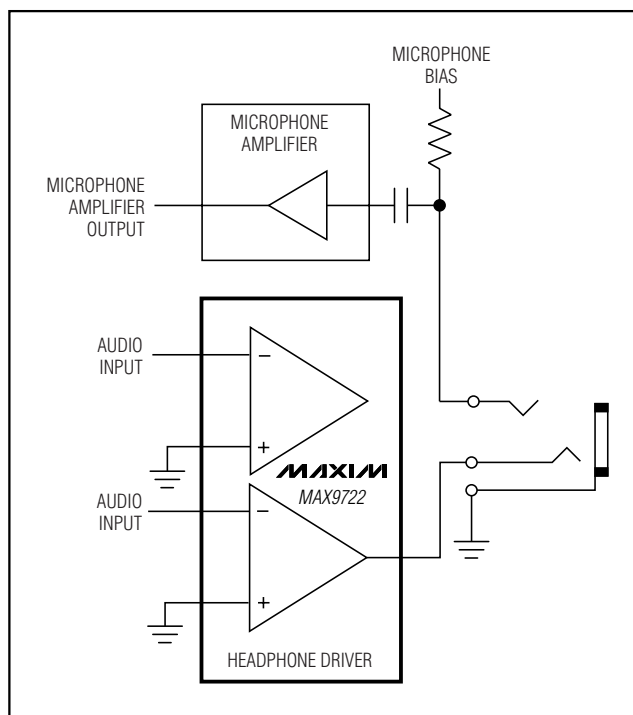 MICROPHONE
BIAS
MICROPHONE
AMPLIFIER
MICROPHONE
AMPLIFIER
OUTPUT
AUDIO
INPUT
−
+
MAXIM
MAX9722
AUDIO
INPUT
−
+
HEADPHONE DRIVER